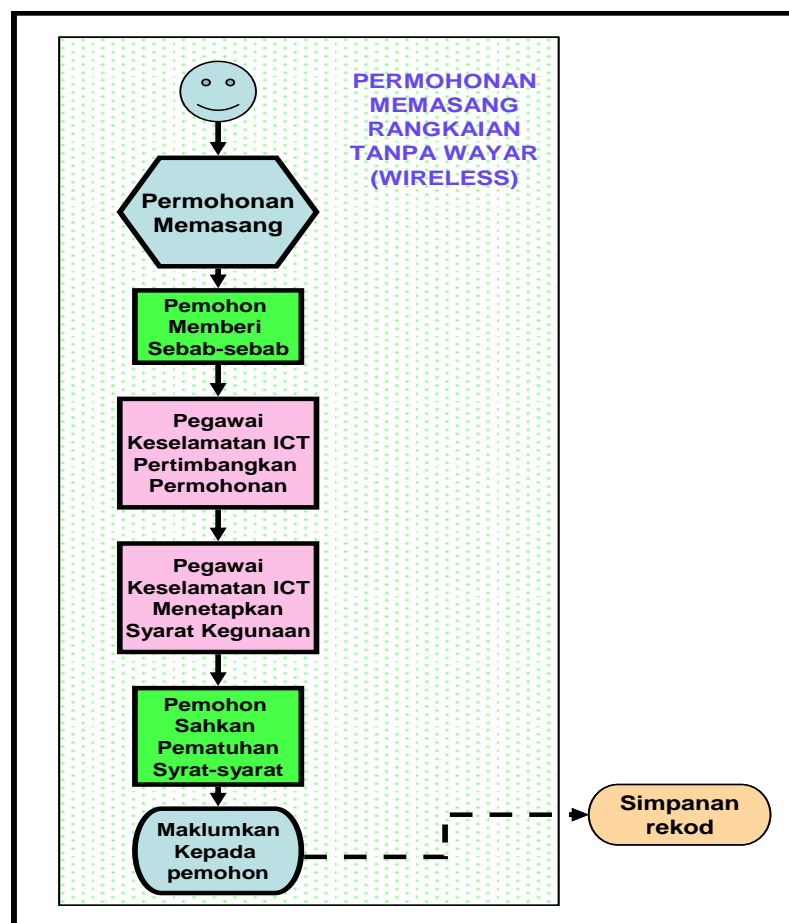 PERMOHONAN
MEMASANG
RANGKAIAN
TANPA WAYAR
(WIRELESS)
Permohonan
Memasang
Pemohon
Memberi
Sebab-sebab
Pegawai
Keselamatan ICT
Pertimbangkan
Permohonan
Pegawai
Keselamatan ICT
Menetapkan
Syarat Kegunaan
Pemohon
Sahkan
Pematuhan
Syrat-syarat
Maklumkan
Kepada
pemohon
Simpanan
rekod